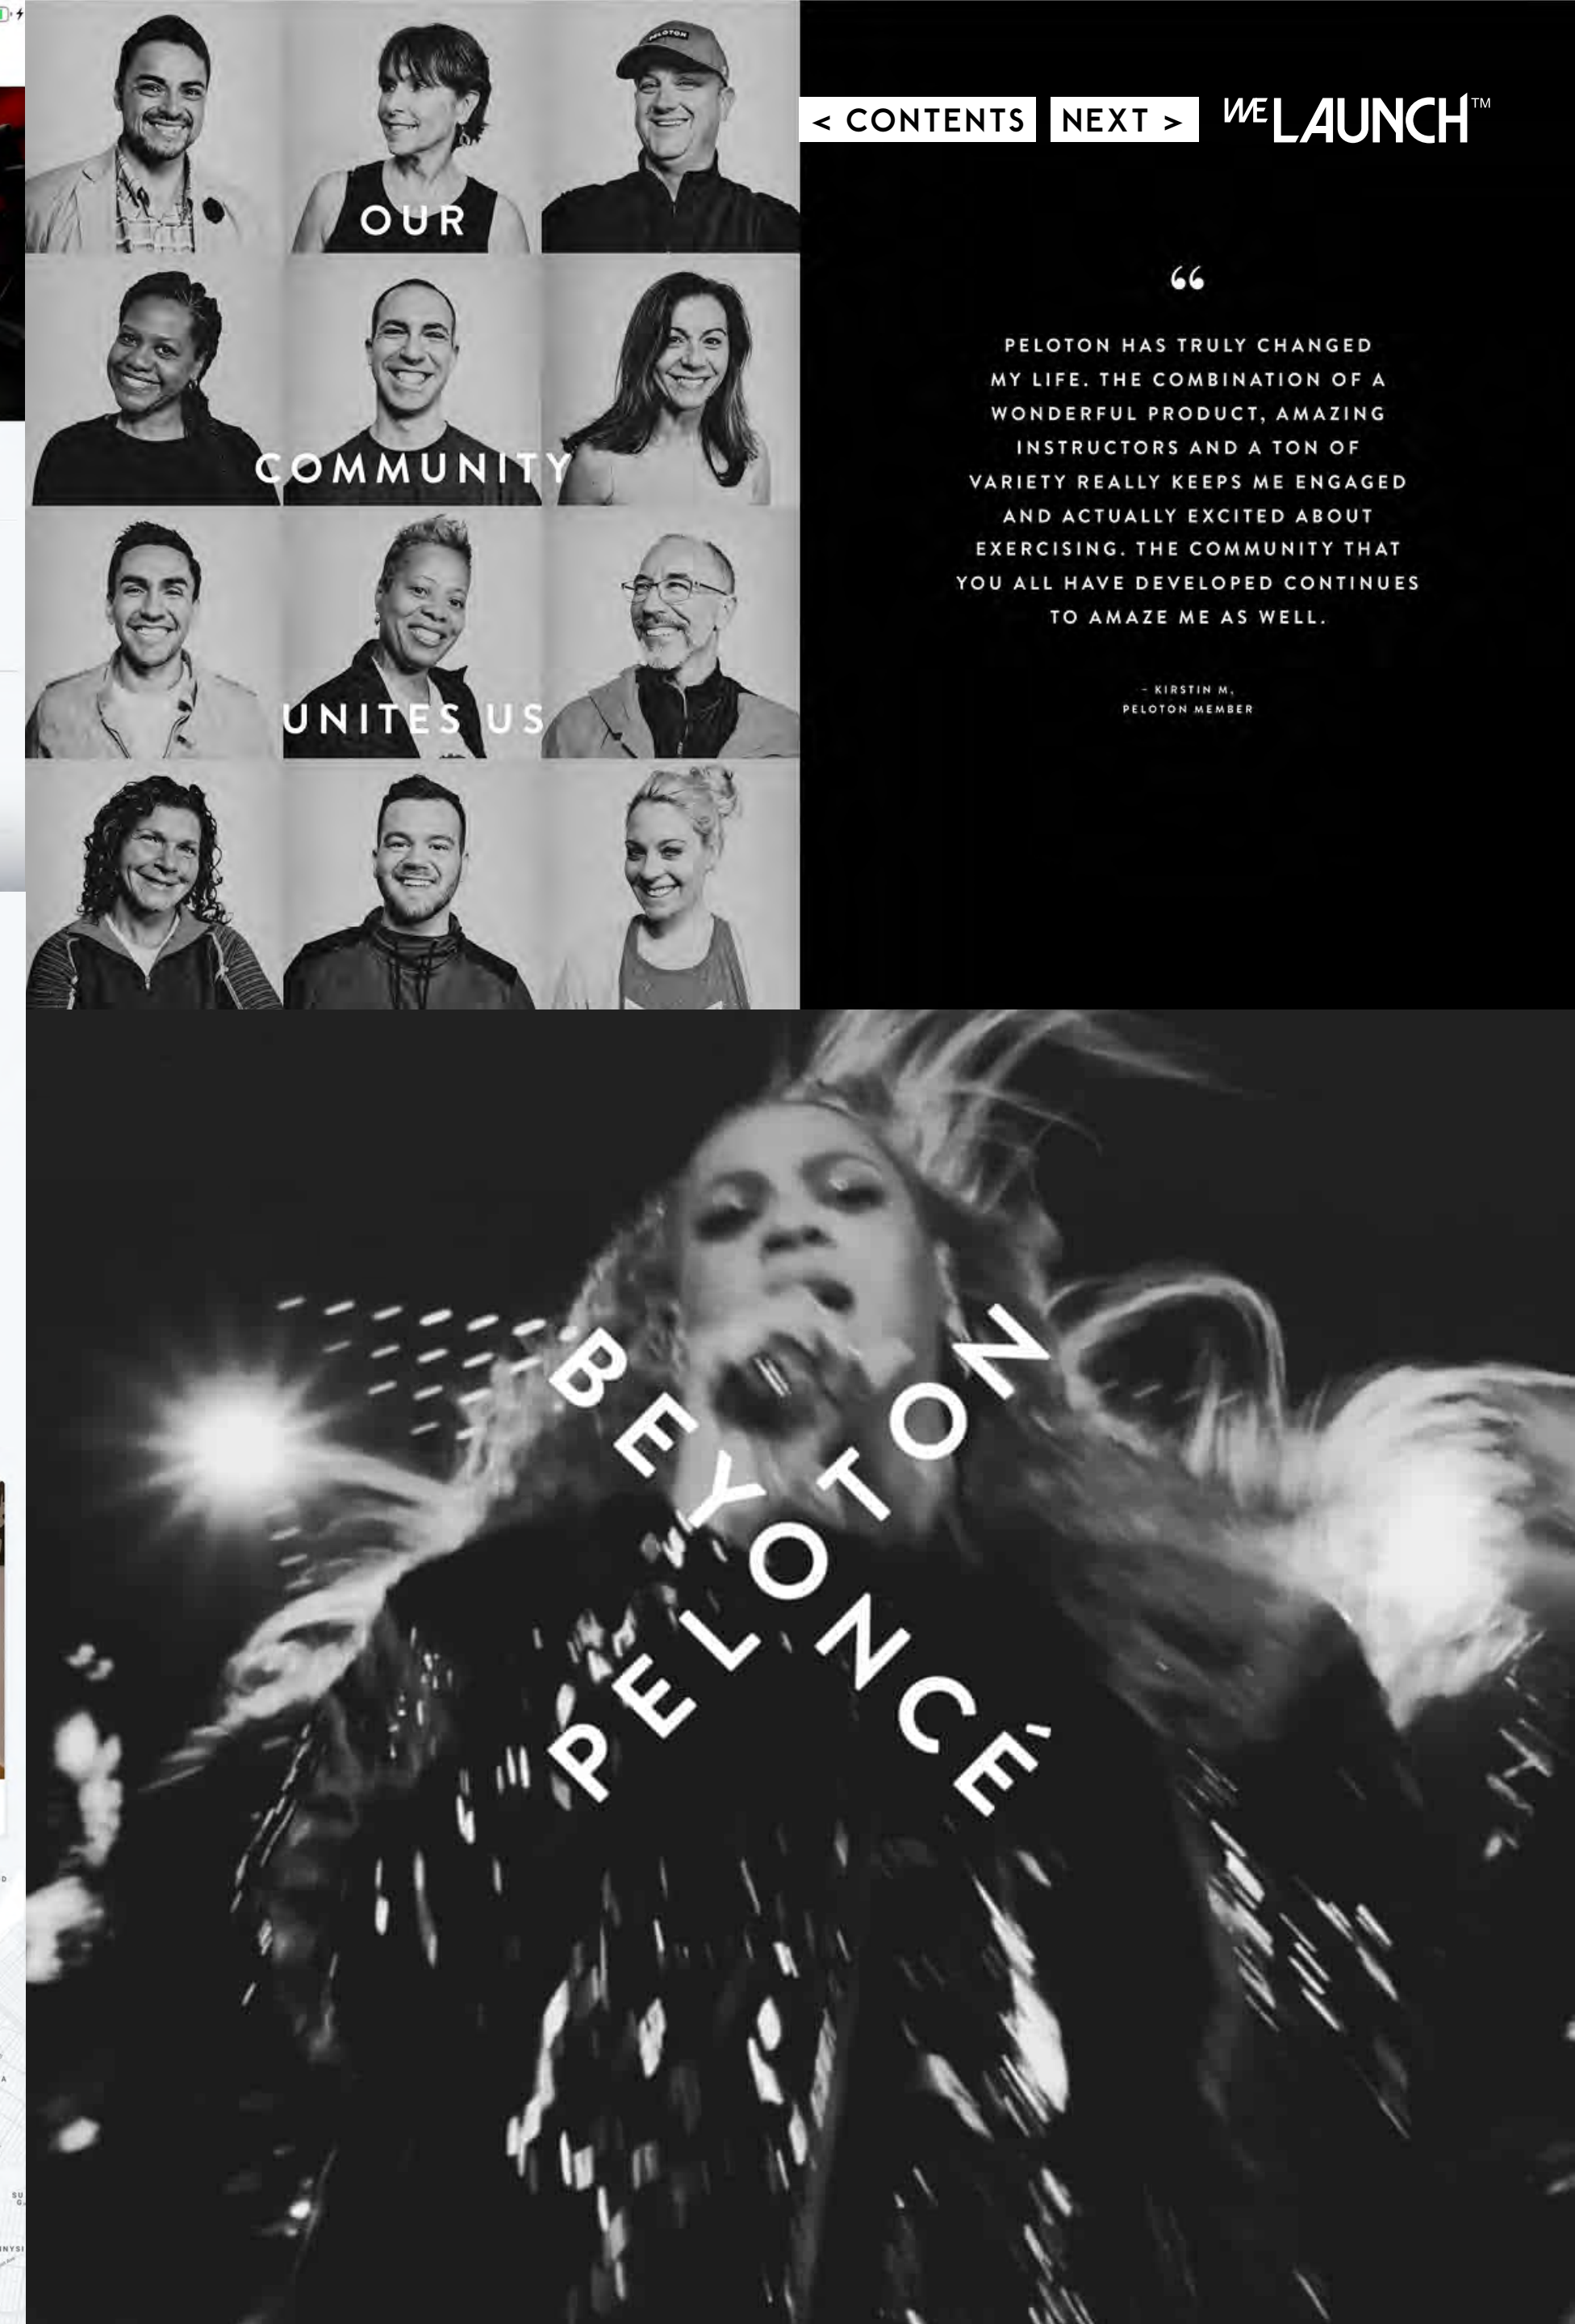 PELOTON
OUR
COMMUNITY
UNITES US
< CONTENTS
NEXT >
WE LAUNCH™
“
PELOTON HAS TRULY CHANGED
MY LIFE. THE COMBINATION OF A
WONDERFUL PRODUCT, AMAZING
INSTRUCTORS AND A TON OF
VARIETY REALLY KEEPS ME ENGAGED
AND ACTUALLY EXCITED ABOUT
EXERCISING. THE COMMUNITY THAT
YOU ALL HAVE DEVELOPED CONTINUES
TO AMAZE ME AS WELL.
– KIRSTIN M,
PELOTON MEMBER
BEYONCÈ
PELOTON